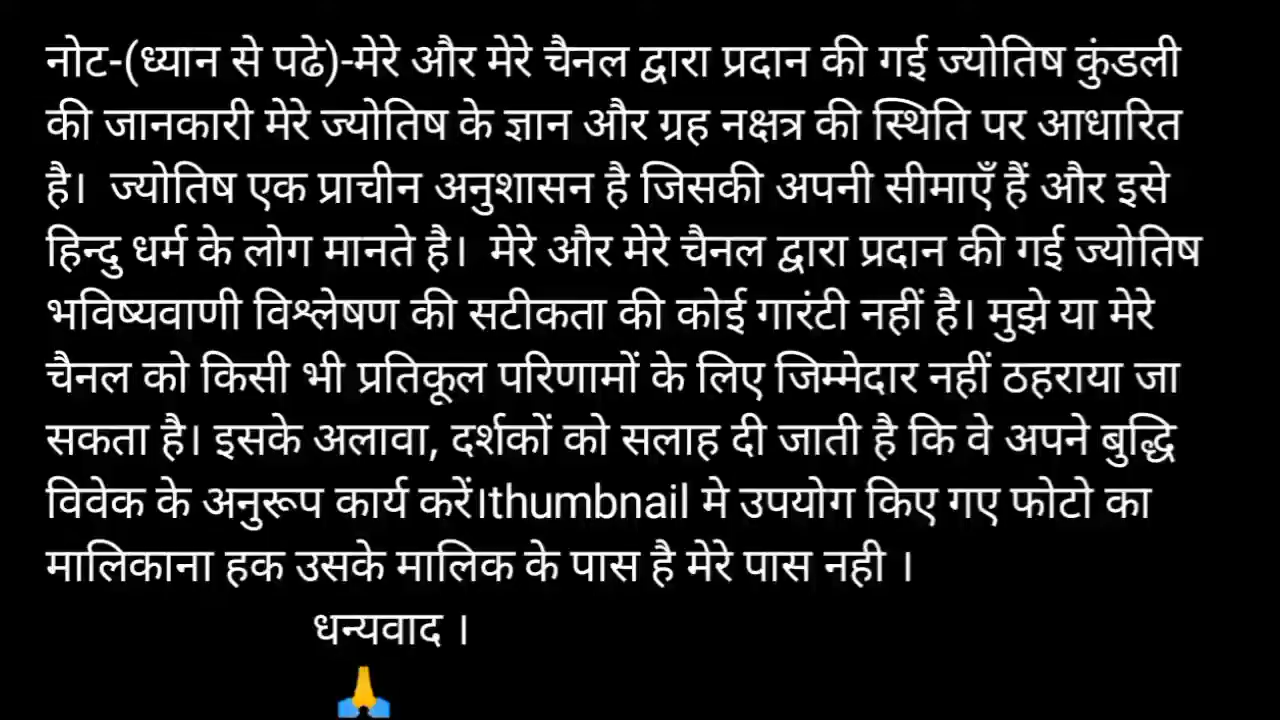 नोट-(ध्यान से पढे)-मेरे और मेरे चैनल द्वारा प्रदान की गई ज्योतिष कुंडली
की जानकारी मेरे ज्योतिष के ज्ञान और ग्रह नक्षत्र की स्थिति पर आधारित
है। ज्योतिष एक प्राचीन अनुशासन है जिसकी अपनी सीमाएँ हैं और इसे
हिन्दु धर्म के लोग मानते है। मेरे और मेरे चैनल द्वारा प्रदान की गई ज्योतिष
भविष्यवाणी विश्लेषण की सटीकता की कोई गारंटी नहीं है। मुझे या मेरे
चैनल को किसी भी प्रतिकूल परिणामों के लिए जिम्मेदार नहीं ठहराया जा
सकता है। इसके अलावा, दर्शकों को सलाह दी जाती है कि वे अपने बुद्धि
विवेक के अनुरूप कार्य करें।thumbnail मे उपयोग किए गए फोटो का
मालिकाना हक उसके मालिक के पास है मेरे पास नही ।
धन्यवाद ।
🙏